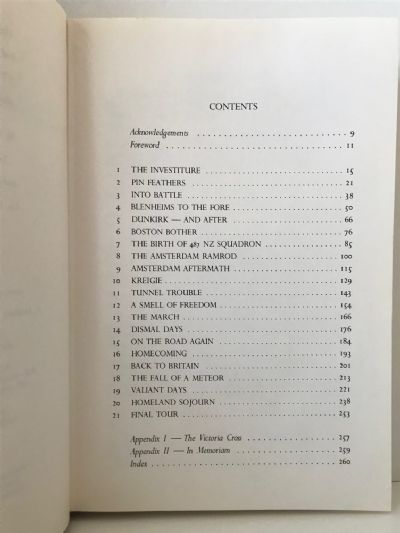 CONTENTS
Acknowledgements . . . . . . . . . . . . . . . . . . . . 9
Foreword . . . . . . . . . . . . . . . . . . . . 11
1 THE INVESTITURE . . . . . . . . . . . . . . . . . . . . 15
2 PIN FEATHERS . . . . . . . . . . . . . . . . . . . . 21
3 INTO BATTLE . . . . . . . . . . . . . . . . . . . . 38
4 BLENHEIMS TO THE FORE . . . . . . . . . . . . . . . . . . . . 50
5 DUNKIRK — AND AFTER . . . . . . . . . . . . . . . . . . . . 66
6 BOSTON BOTHER . . . . . . . . . . . . . . . . . . . . 76
7 THE BIRTH OF 487 NZ SQUADRON . . . . . . . . . . . . . . . . 85
8 THE AMSTERDAM RAMROD . . . . . . . . . . . . . . . . . . . . 100
9 AMSTERDAM AFTERMATH . . . . . . . . . . . . . . . . . . . . 115
10 KREIGIE . . . . . . . . . . . . . . . . . . . . 129
11 TUNNEL TROUBLE . . . . . . . . . . . . . . . . . . . . 143
12 A SMELL OF FREEDOM . . . . . . . . . . . . . . . . . . . . 154
13 THE MARCH . . . . . . . . . . . . . . . . . . . . 166
14 DISMAL DAYS . . . . . . . . . . . . . . . . . . . . 176
15 ON THE ROAD AGAIN . . . . . . . . . . . . . . . . . . . . 184
16 HOMECOMING . . . . . . . . . . . . . . . . . . . . 193
17 BACK TO BRITAIN . . . . . . . . . . . . . . . . . . . . 201
18 THE FALL OF A METEOR . . . . . . . . . . . . . . . . . . . . 213
19 VALIANT DAYS . . . . . . . . . . . . . . . . . . . . 221
20 HOMELAND SOJOURN . . . . . . . . . . . . . . . . . . . . 238
21 FINAL TOUR . . . . . . . . . . . . . . . . . . . . 253
Appendix I — The Victoria Cross . . . . . . . . . . . . . . . . 257
Appendix II — In Memoriam . . . . . . . . . . . . . . . . 259
Index . . . . . . . . . . . . . . . . . . . . 260